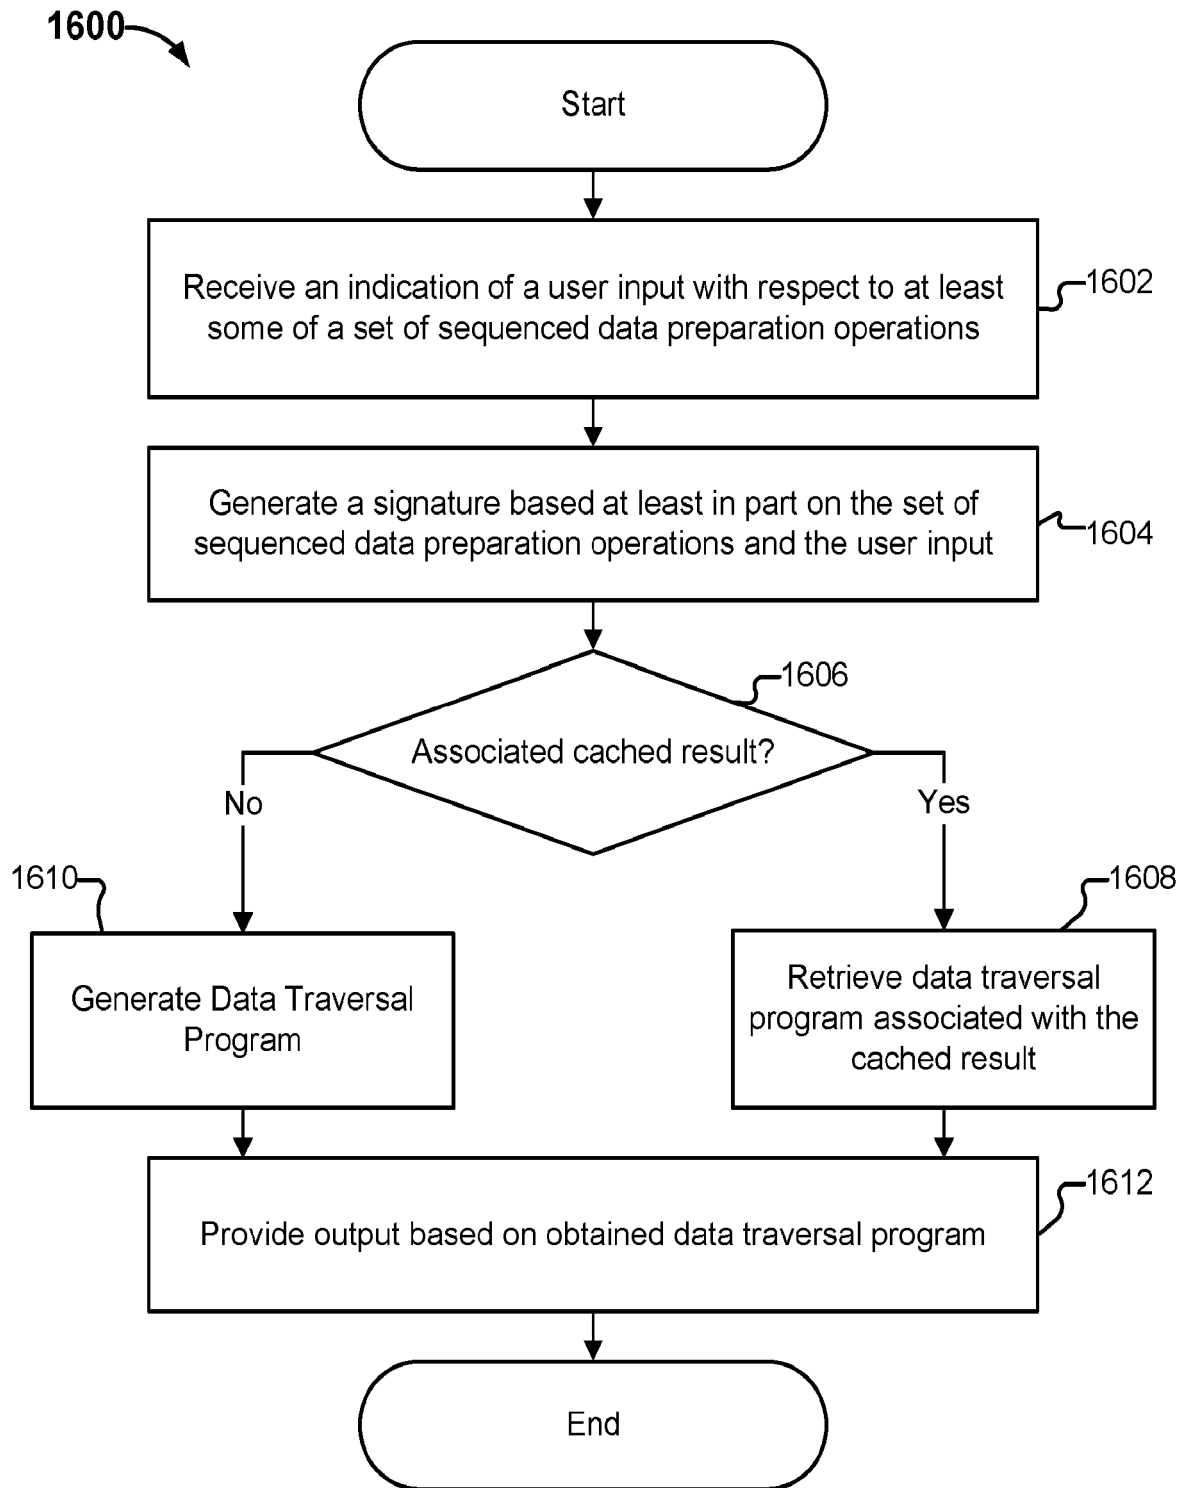 1600
Start
Receive an indication of a user input with respect to at least
some of a set of sequenced data preparation operations
1602
Generate a signature based at least in part on the set of
sequenced data preparation operations and the user input
1604
1606
Associated cached result?
No
Yes
1610
1608
Generate Data Traversal
Program
Retrieve data traversal
program associated with the
cached result
1612
Provide output based on obtained data traversal program
End